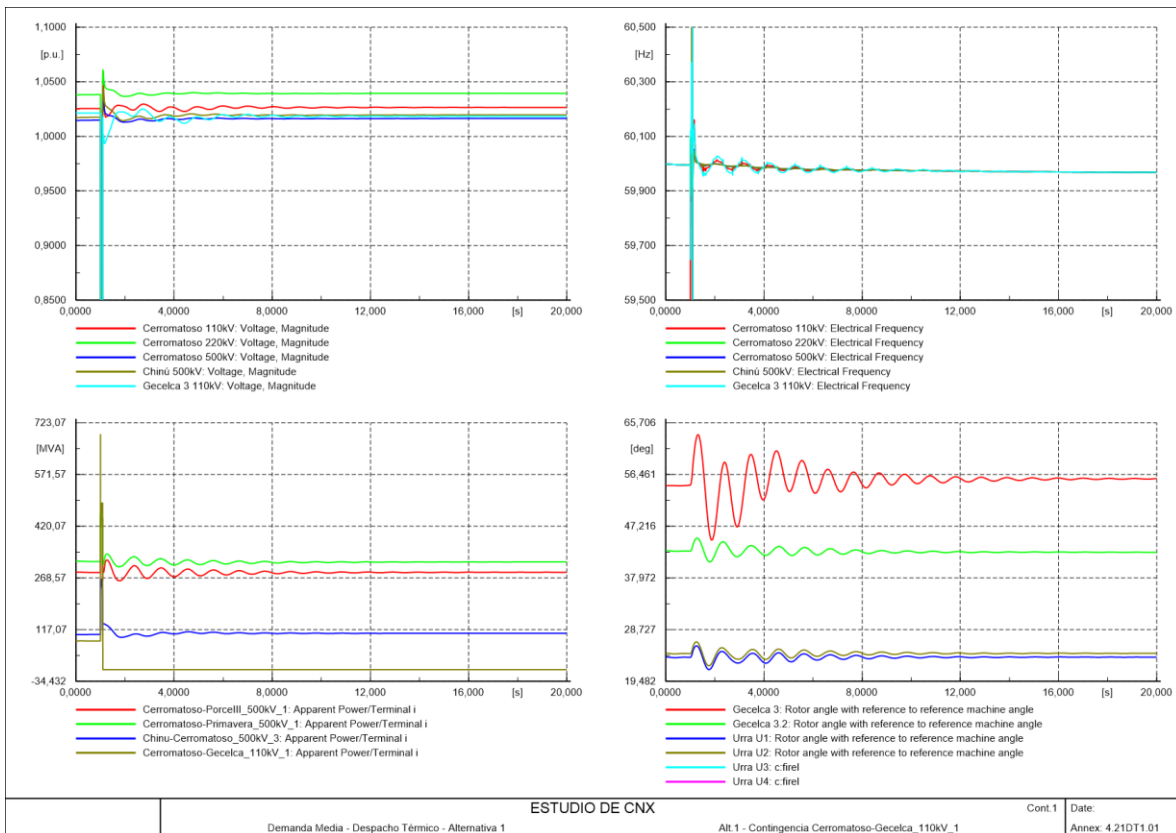 1,1000
[p.u.]
1,0500
1,0000
0,9500
0,9000
0,8500
0,0000 4,0000 8,0000 12,000 16,000 [s] 20,000
Cerromatoso 110kV: Voltage, Magnitude
Cerromatoso 220kV: Voltage, Magnitude
Cerromatoso 500kV: Voltage, Magnitude
Chinú 500kV: Voltage, Magnitude
Gecelca 3 110kV: Voltage, Magnitude
60,500
[Hz]
60,300
60,100
59,900
59,700
59,500
0,0000 4,0000 8,0000 12,000 16,000 [s] 20,000
Cerromatoso 110kV: Electrical Frequency
Cerromatoso 220kV: Electrical Frequency
Cerromatoso 500kV: Electrical Frequency
Chinú 500kV: Electrical Frequency
Gecelca 3 110kV: Electrical Frequency
723,07
[MVA]
571,57
420,07
268,57
117,07
-34,432
0,0000 4,0000 8,0000 12,000 16,000 [s] 20,000
Cerromatoso-PorceIII_500kV_1: Apparent Power/Terminal i
Cerromatoso-Primavera_500kV_1: Apparent Power/Terminal i
Chinu-Cerromatoso_500kV_3: Apparent Power/Terminal i
Cerromatoso-Gecelca_110kV_1: Apparent Power/Terminal i
65,706
[deg]
56,461
47,216
37,972
28,727
19,482
0,0000 4,0000 8,0000 12,000 16,000 [s] 20,000
Gecelca 3: Rotor angle with reference to reference machine angle
Gecelca 3.2: Rotor angle with reference to reference machine angle
Urra U1: Rotor angle with reference to reference machine angle
Urra U2: Rotor angle with reference to reference machine angle
Urra U3: c:firel
Urra U4: c:firel
ESTUDIO DE CNX
Cont.1
Date:
Demanda Media - Despacho Térmico - Alternativa 1
Alt.1 - Contingencia Cerromatoso-Gecelca_110kV_1
Annex: 4.21DT1.01